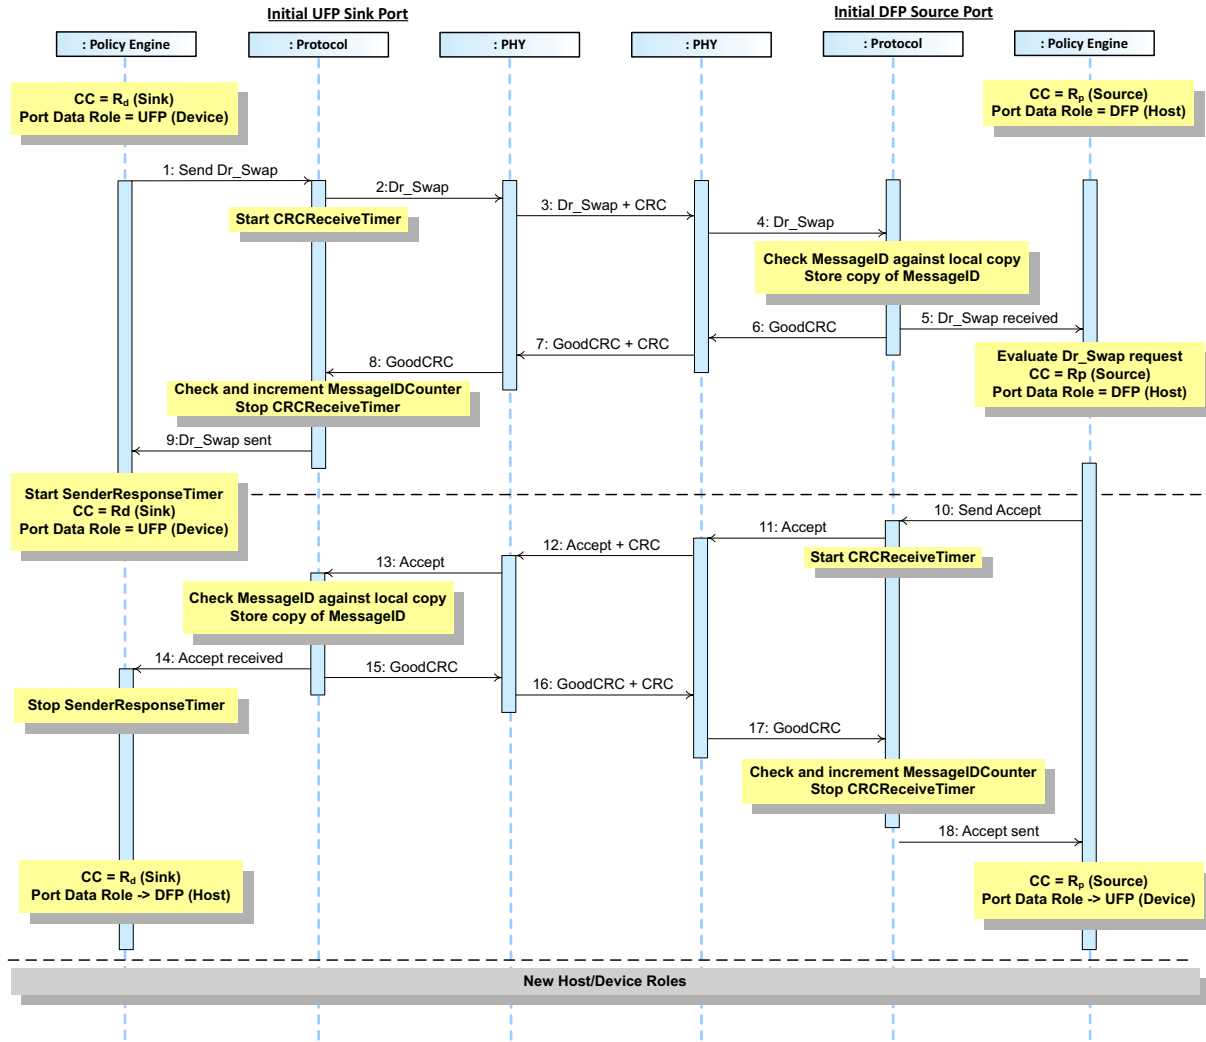 Initial UFP Sink Port
Initial DFP Source Port
: Policy Engine
: Protocol
: PHY
: PHY
: Protocol
: Policy Engine
CC = Rd (Sink)
Port Data Role = UFP (Device)
CC = Rp (Source)
Port Data Role = DFP (Host)
1: Send Dr_Swap
2:Dr_Swap
Start CRCReceiveTimer
3: Dr_Swap + CRC
4: Dr_Swap
Check MessageID against local copy
Store copy of MessageID
5: Dr_Swap received
6: GoodCRC
7: GoodCRC + CRC
8: GoodCRC
Evaluate Dr_Swap request
CC = Rp (Source)
Port Data Role = DFP (Host)
Check and increment MessageIDCounter
Stop CRCReceiveTimer
9:Dr_Swap sent
Start SenderResponseTimer
CC = Rd (Sink)
Port Data Role = UFP (Device)
10: Send Accept
11: Accept
Start CRCReceiveTimer
12: Accept + CRC
13: Accept
Check MessageID against local copy
Store copy of MessageID
14: Accept received
15: GoodCRC
16: GoodCRC + CRC
Stop SenderResponseTimer
17: GoodCRC
Check and increment MessageIDCounter
Stop CRCReceiveTimer
18: Accept sent
CC = Rd (Sink)
Port Data Role -> DFP (Host)
CC = Rp (Source)
Port Data Role -> UFP (Device)
New Host/Device Roles